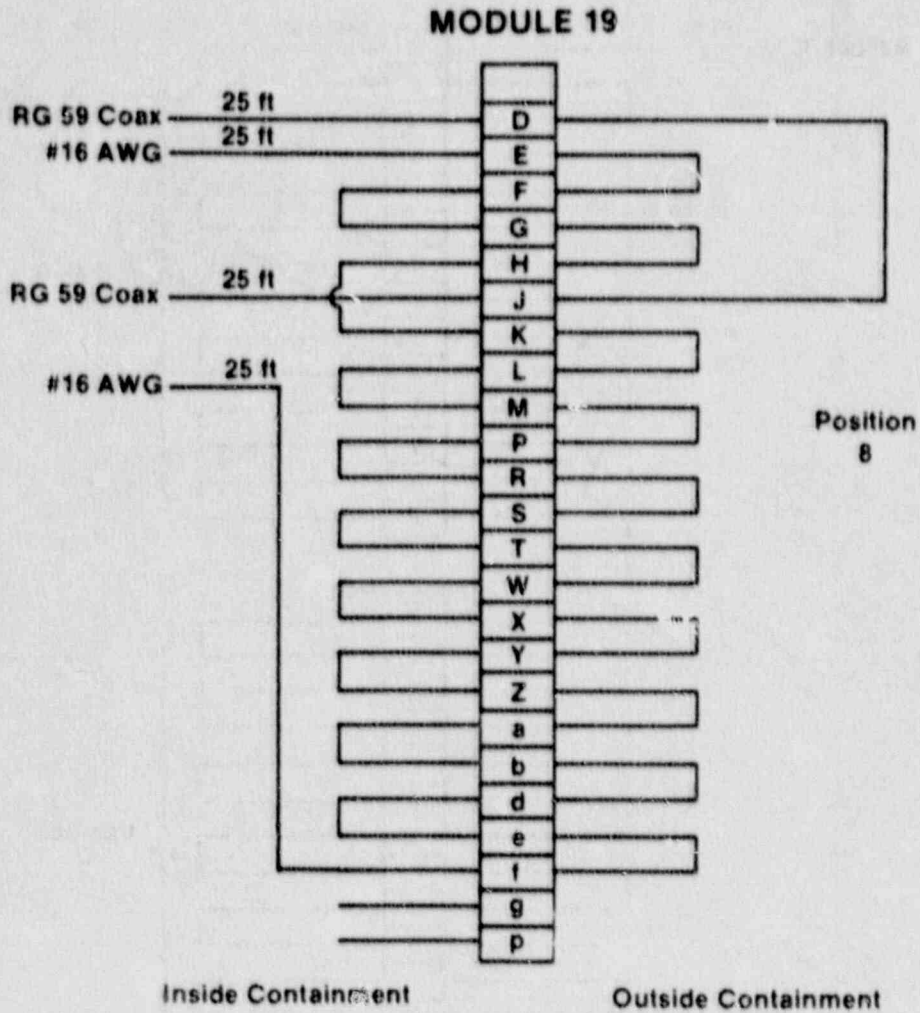 MODULE 19
RG 59 Coax 25 ft
#16 AWG 25 ft
RG 59 Coax 25 ft
#16 AWG 25 ft
D
E
F
G
H
J
K
L
M
P
R
S
T
W
X
Y
Z
a
b
d
e
f
g
p
Position
8
Inside Containment
Outside Containment